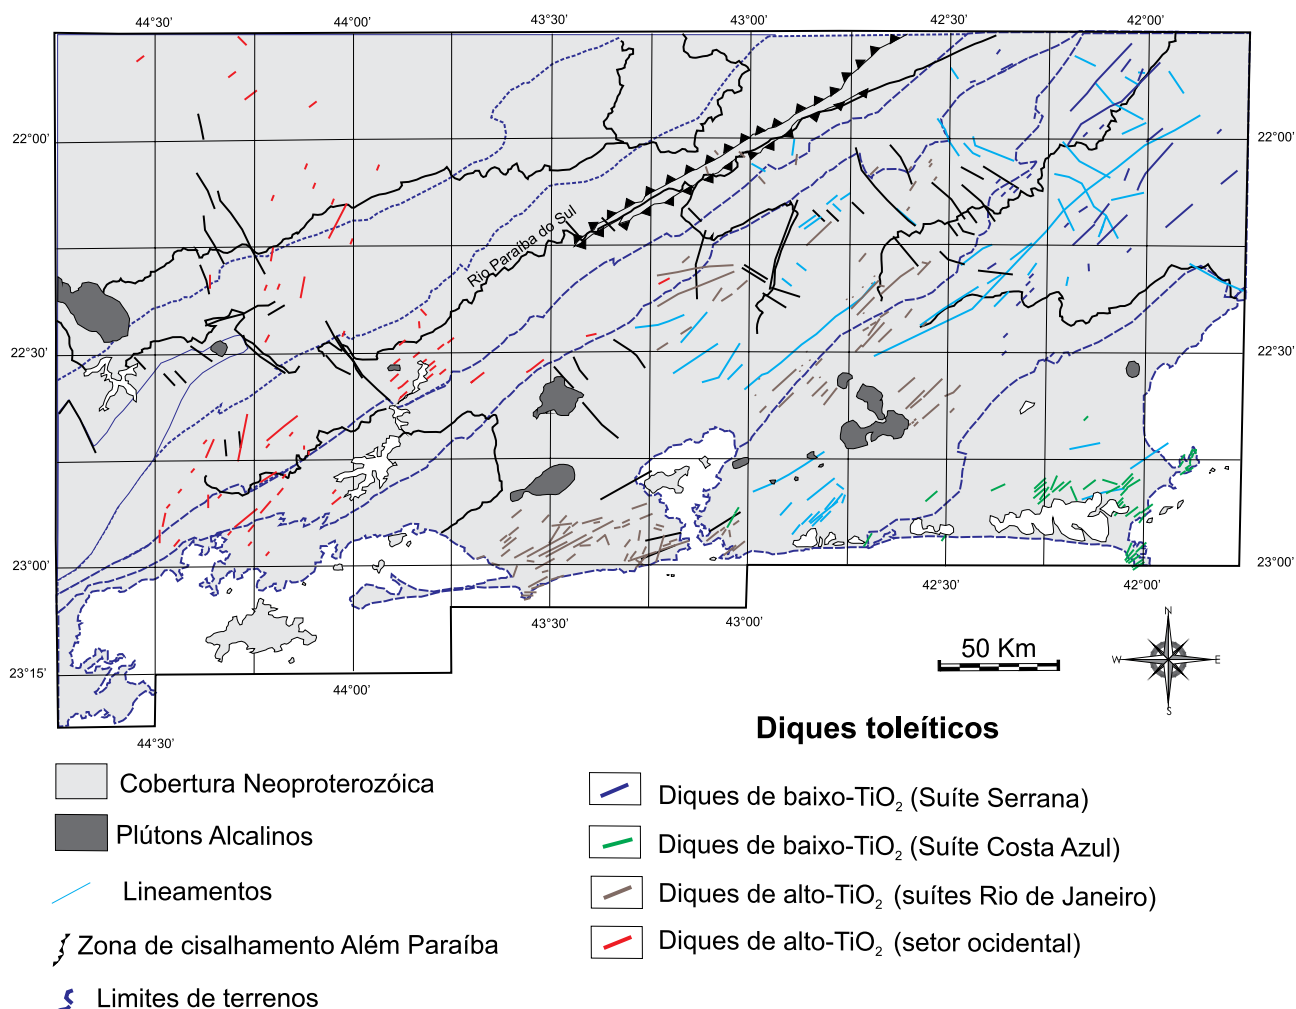 44°30’ 44°00’ 43°30’ 43°00’ 42°30’ 42°00’
22°00’ 22°00’
Rio Paraíba do Sul
22°30’ 22°30’
23°00’ 23°00’
42°30’ 42°00’
43°30’ 43°00’
23°15’
44°00’
44°30’
50 Km
N
W E
S
Diques toleíticos
Cobertura Neoproterozóica
Plútons Alcalinos
Lineamentos
Zona de cisalhamento Além Paraíba
Limites de terrenos
Diques de baixo-TiO₂ (Suíte Serrana)
Diques de baixo-TiO₂ (Suíte Costa Azul)
Diques de alto-TiO₂ (suítes Rio de Janeiro)
Diques de alto-TiO₂ (setor ocidental)